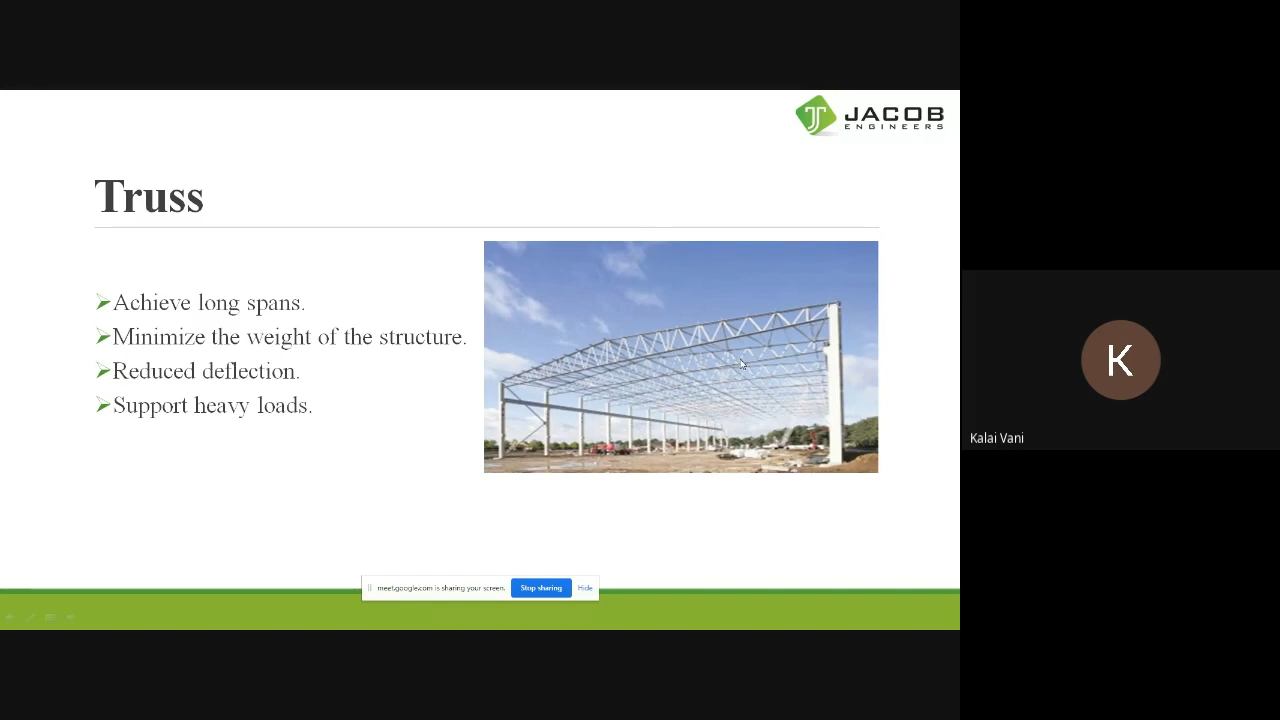 JACOB
ENGINEERS
Truss
Achieve long spans.
Minimize the weight of the structure.
Reduced deflection.
Support heavy loads.
meet.google.com is sharing your screen.
Stop sharing
Hide
K
Kalai Vani